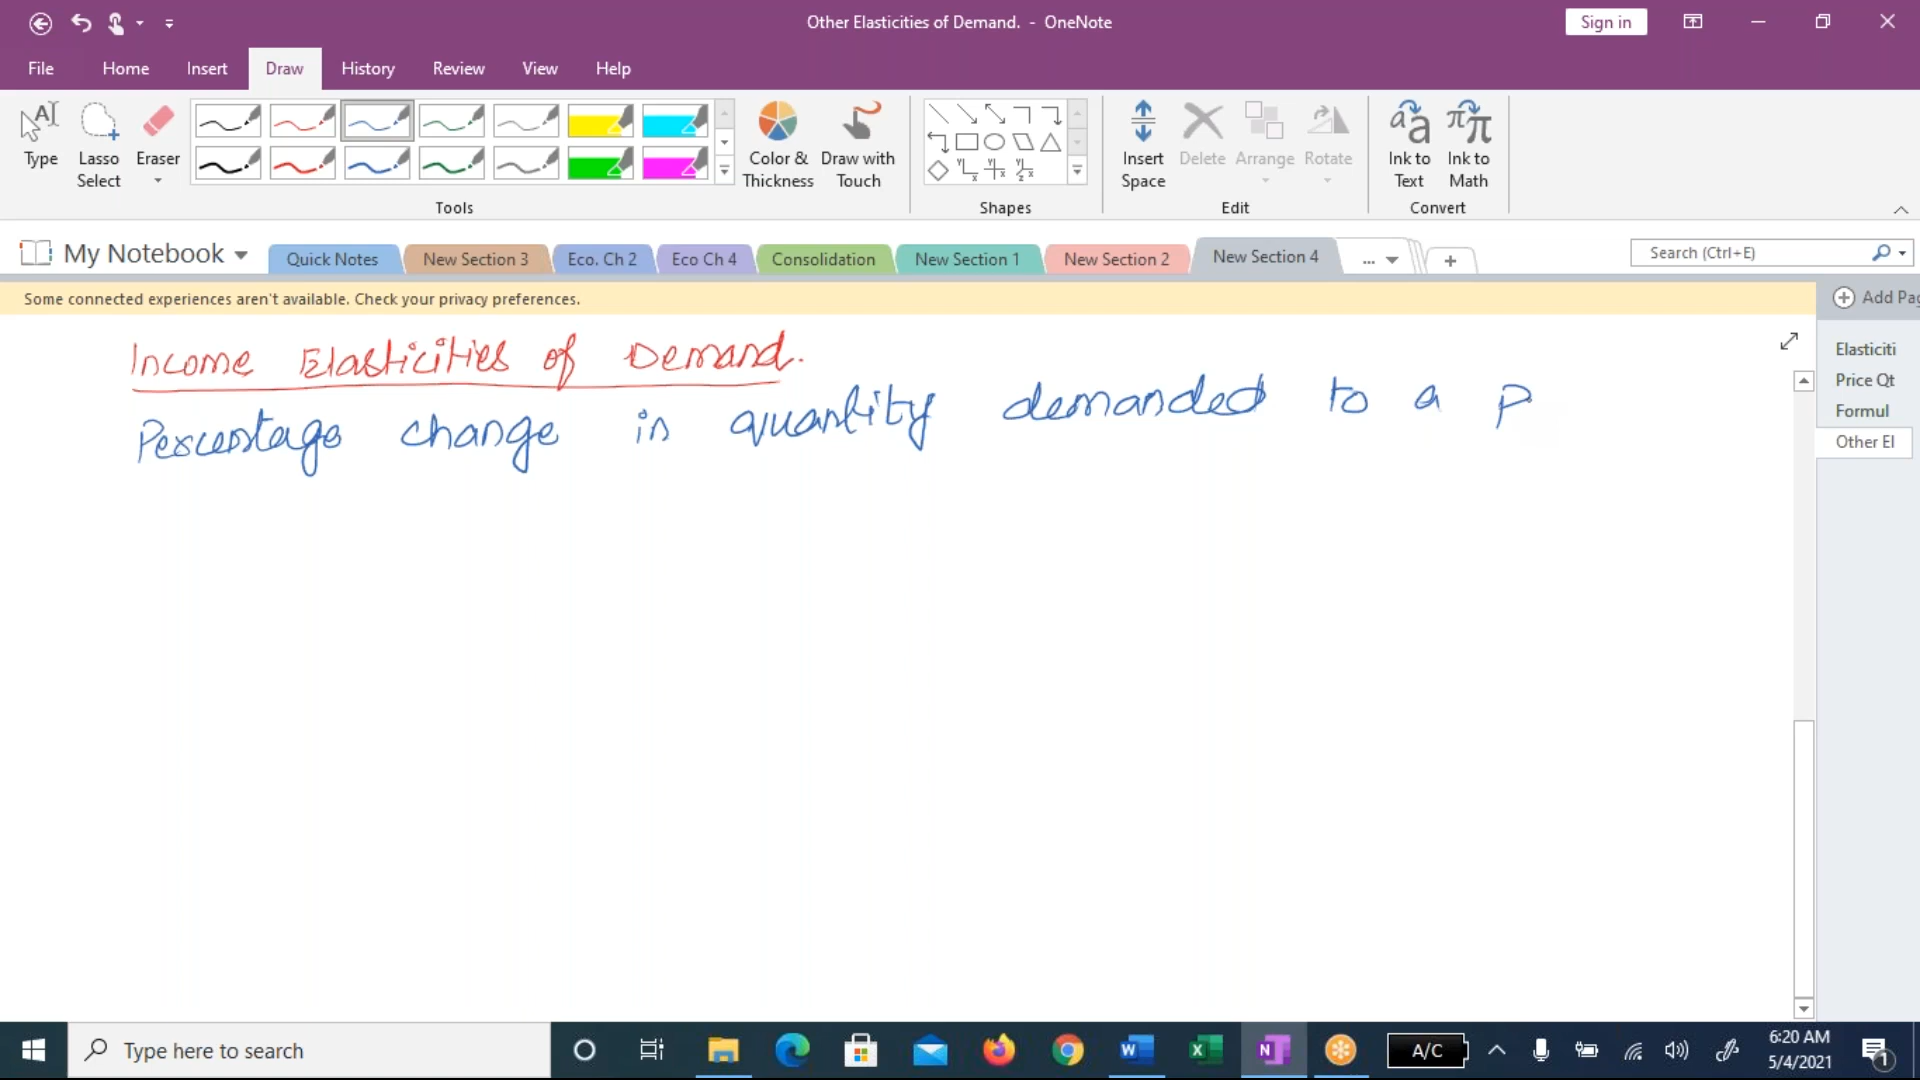 Other Elasticities of Demand. - OneNote
Sign in
File Home Insert Draw History Review View Help
Type
Lasso Select
Eraser
Color & Thickness
Draw with Touch
Insert Space
Delete
Arrange
Rotate
Ink to Text
Ink to Math
Tools Shapes Edit Convert
My Notebook Quick Notes New Section 3 Eco. Ch 2 Eco Ch 4 Consolidation New Section 1 New Section 2 New Section 4 ... + Search (Ctrl+E)
Some connected experiences aren't available. Check your privacy preferences.
Add Pag
Income Elasticities of Demand.
Percentage change in quantity demanded to a P
Elasticiti
Price Qt
Formul
Other El
Type here to search
A/C
6:20 AM
5/4/2021
1